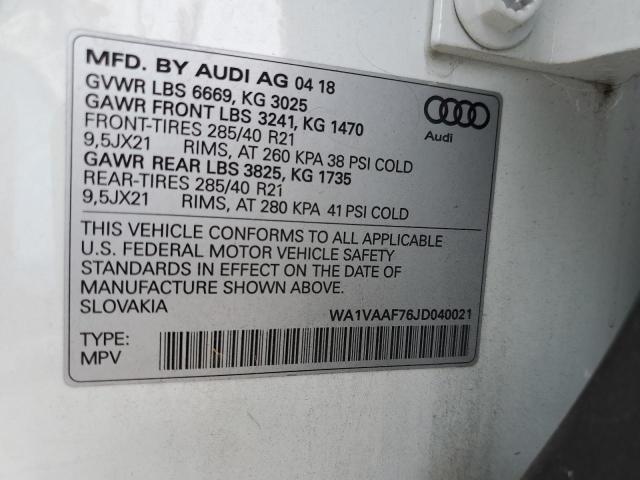 MFD. BY AUDI AG 04 18
GVWR LBS 6669, KG 3025
GAWR FRONT LBS 3241, KG 1470
FRONT-TIRES 285/40 R21
9,5JX21 RIMS, AT 260 KPA 38 PSI COLD
GAWR REAR LBS 3825, KG 1735
REAR-TIRES 285/40 R21
9,5JX21 RIMS, AT 280 KPA 41 PSI COLD
Audi
THIS VEHICLE CONFORMS TO ALL APPLICABLE
U.S. FEDERAL MOTOR VEHICLE SAFETY
STANDARDS IN EFFECT ON THE DATE OF
MANUFACTURE SHOWN ABOVE.
SLOVAKIA WA1VAAF76JD040021
TYPE:
MPV